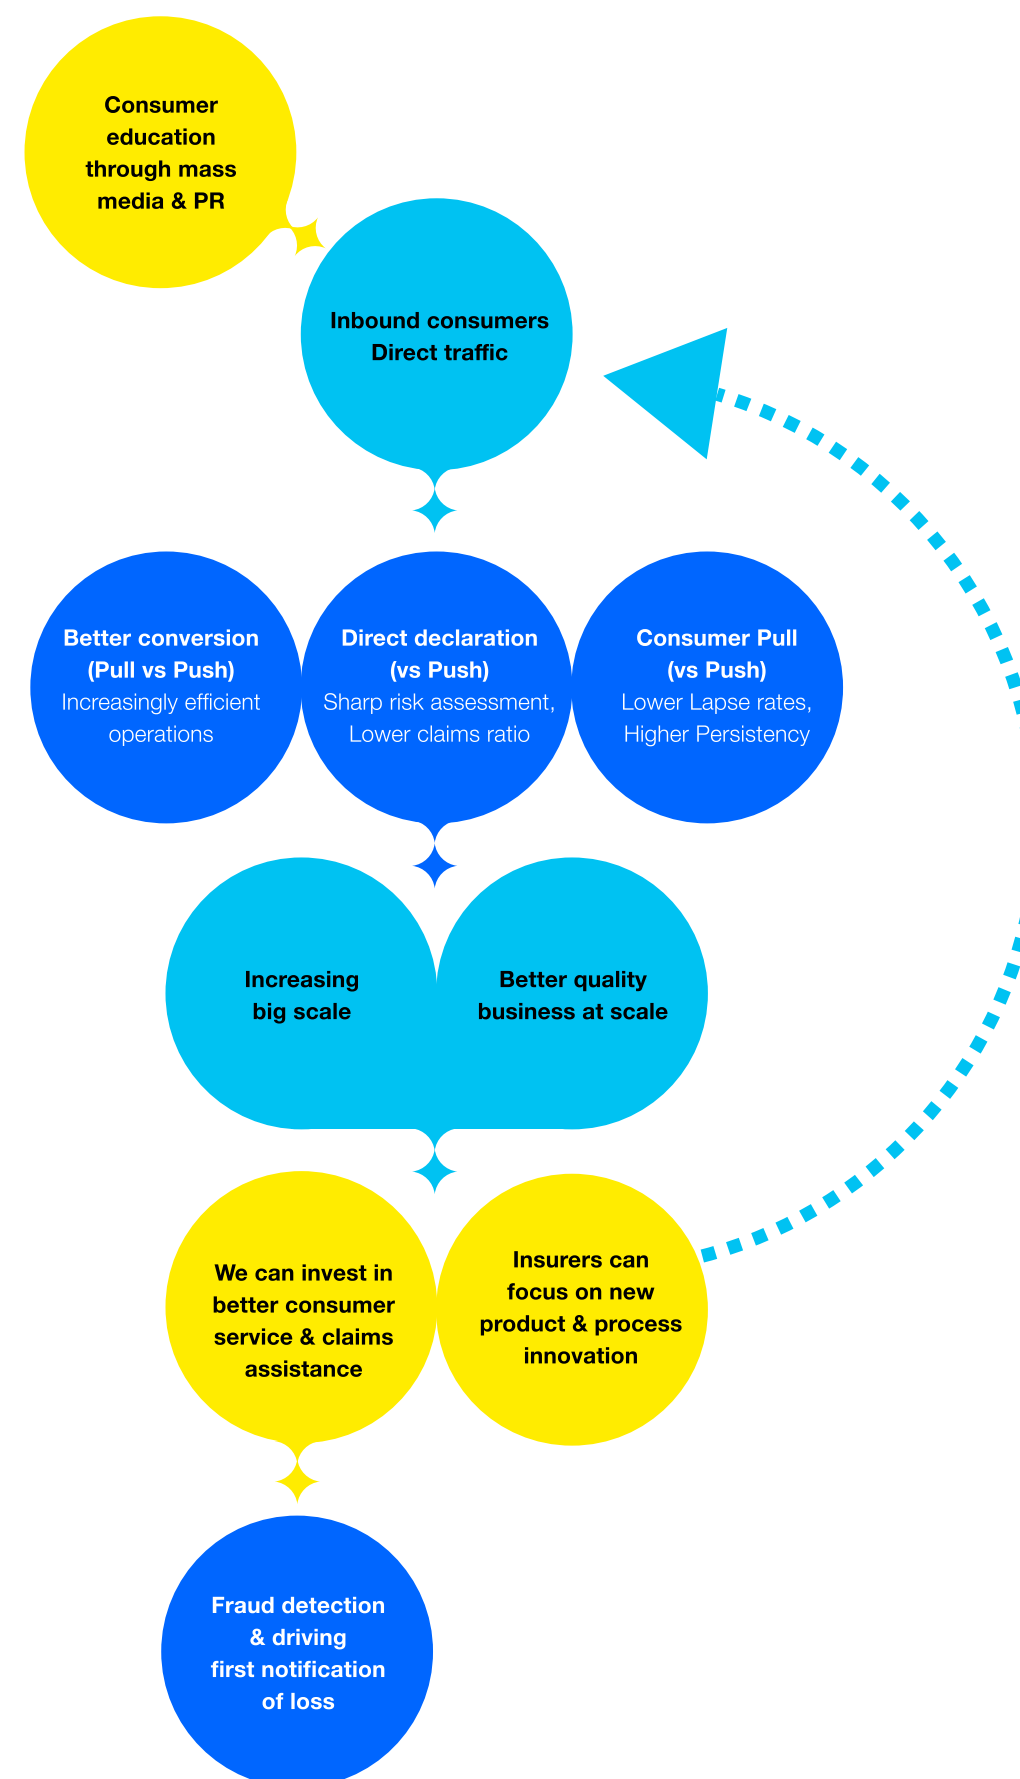 Consumer
education
through mass
media & PR
Inbound consumers
Direct traffic
Better conversion
(Pull vs Push)
Increasingly efficient
operations
Direct declaration
(vs Push)
Sharp risk assessment,
Lower claims ratio
Consumer Pull
(vs Push)
Lower Lapse rates,
Higher Persistency
Increasing
big scale
Better quality
business at scale
We can invest in
better consumer
service & claims
assistance
Insurers can
focus on new
product & process
innovation
Fraud detection
& driving
first notification
of loss